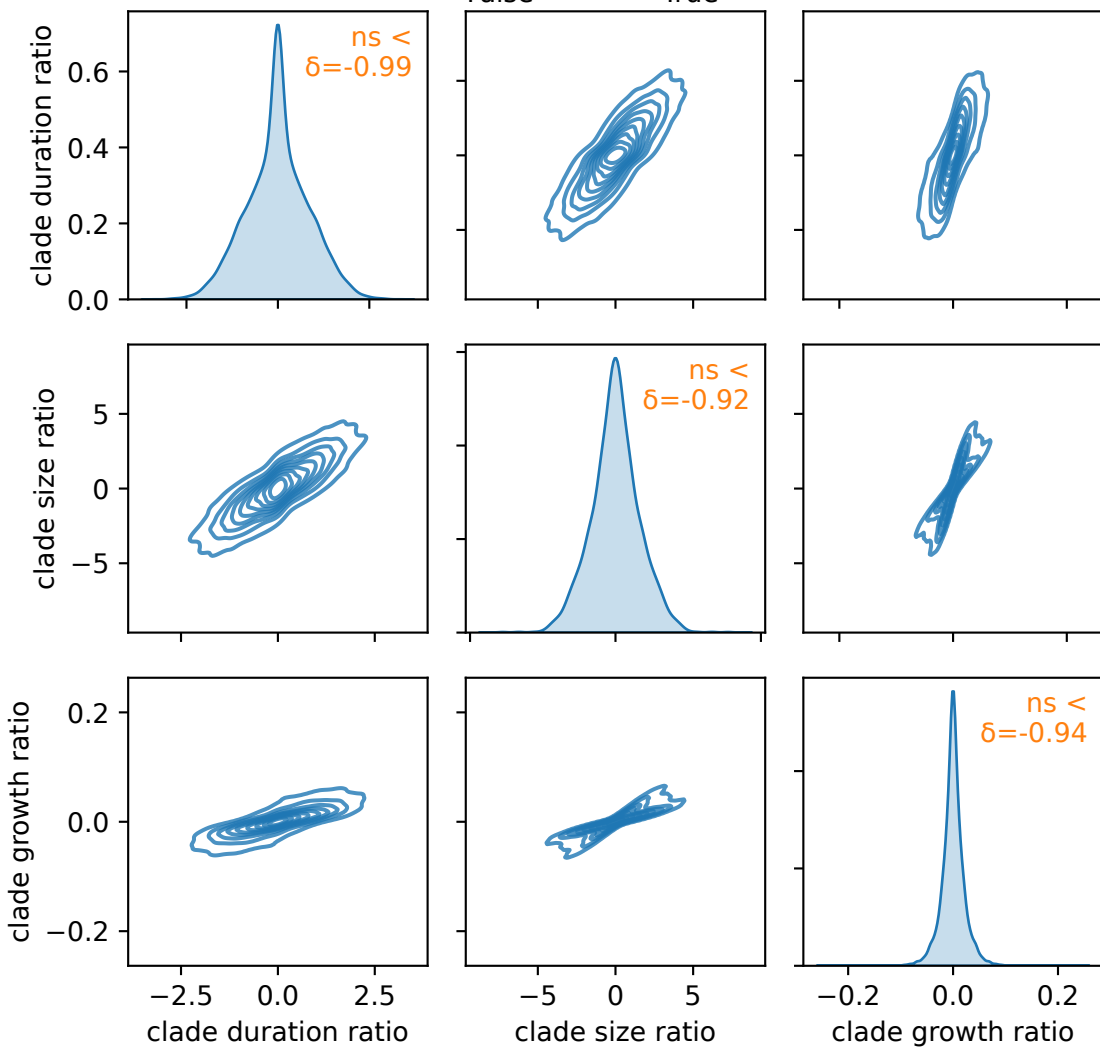 clade duration ratio
0.6
0.4
0.2
0.0
ns <
δ=-0.99
clade size ratio
5
0
−5
ns <
δ=-0.92
clade growth ratio
0.2
0.0
−0.2
ns <
δ=-0.94
−2.5 0.0 2.5
−5 0 5
−0.2 0.0 0.2
clade duration ratio
clade size ratio
clade growth ratio